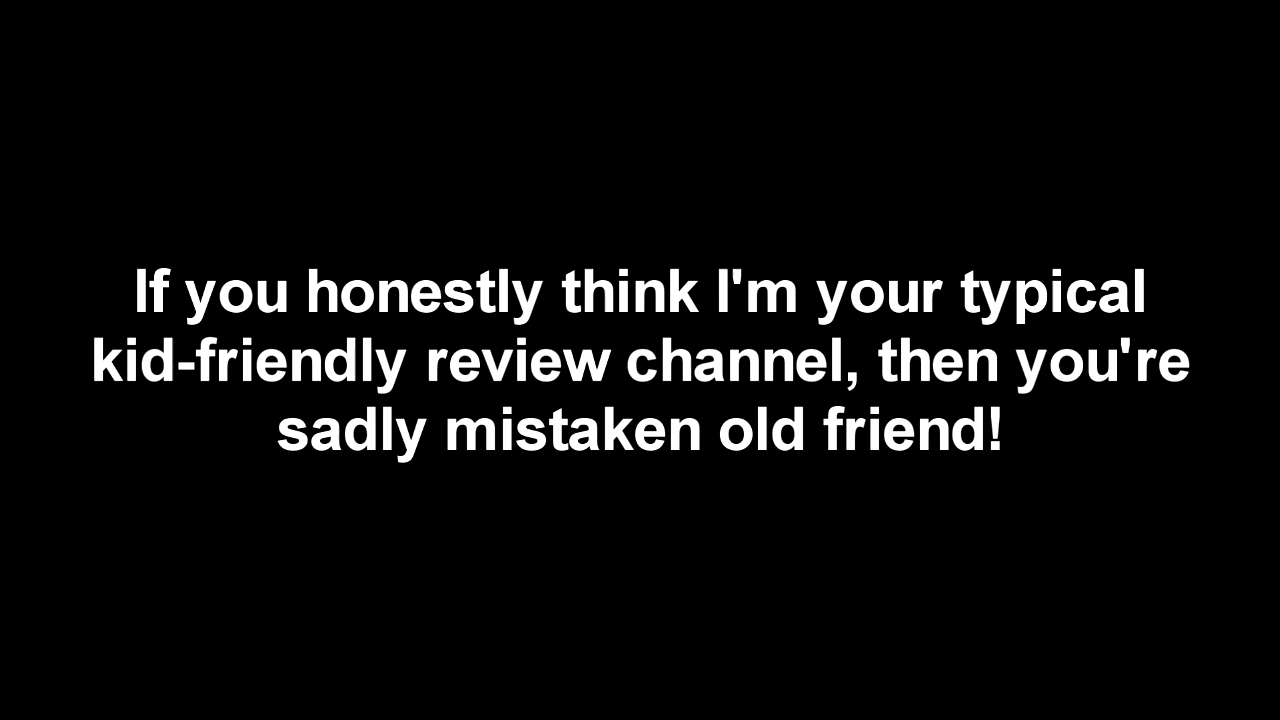 If you honestly think I'm your typical
kid-friendly review channel, then you're
sadly mistaken old friend!